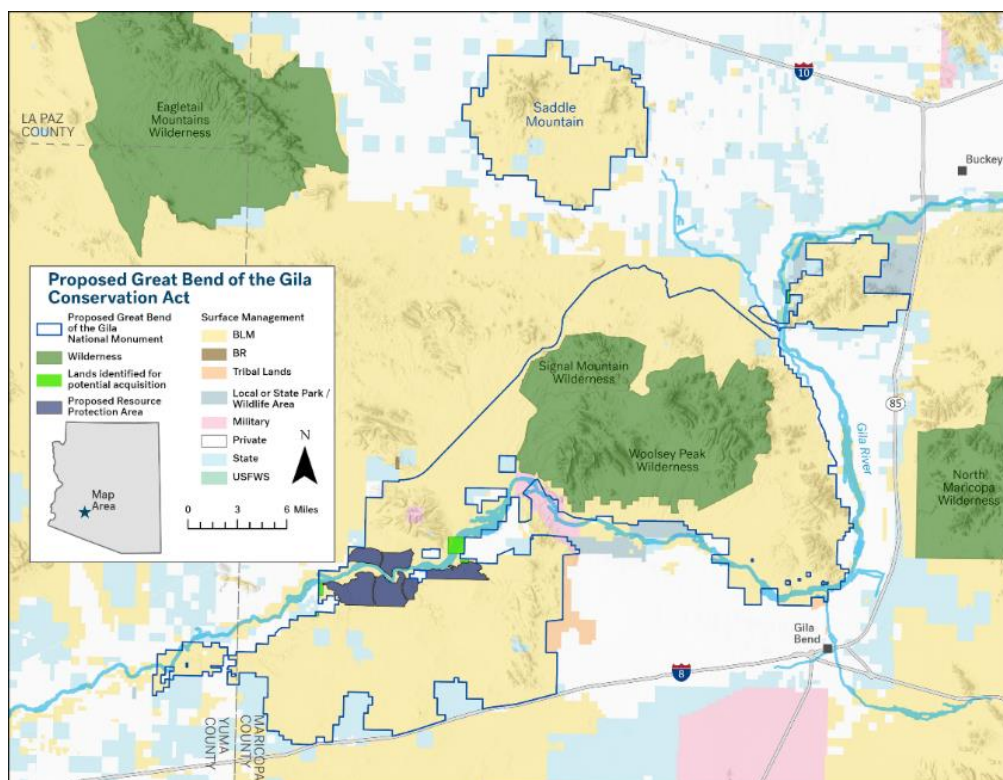 LA PAZ
COUNTY
Eagletail
Mountains
Wilderness
Saddle
Mountain
10
Buckey
Proposed Great Bend of the Gila
Conservation Act
Proposed Great Bend
of the Gila
National Monument
Wilderness
Lands identified for
potential acquisition
Proposed Resource
Protection Area
Surface Management
BLM
BR
Tribal Lands
Local or State Park /
Wildlife Area
Military
Private
State
USFWS
N
Map
Area
0 6 Miles
Signal Mountain
Wilderness
Woolsey Peak
Wilderness
85
Gila River
North
Maricopa
Wilderness
Gila
Bend
8
MARICOPA
COUNTY
YUMA
COUNTY